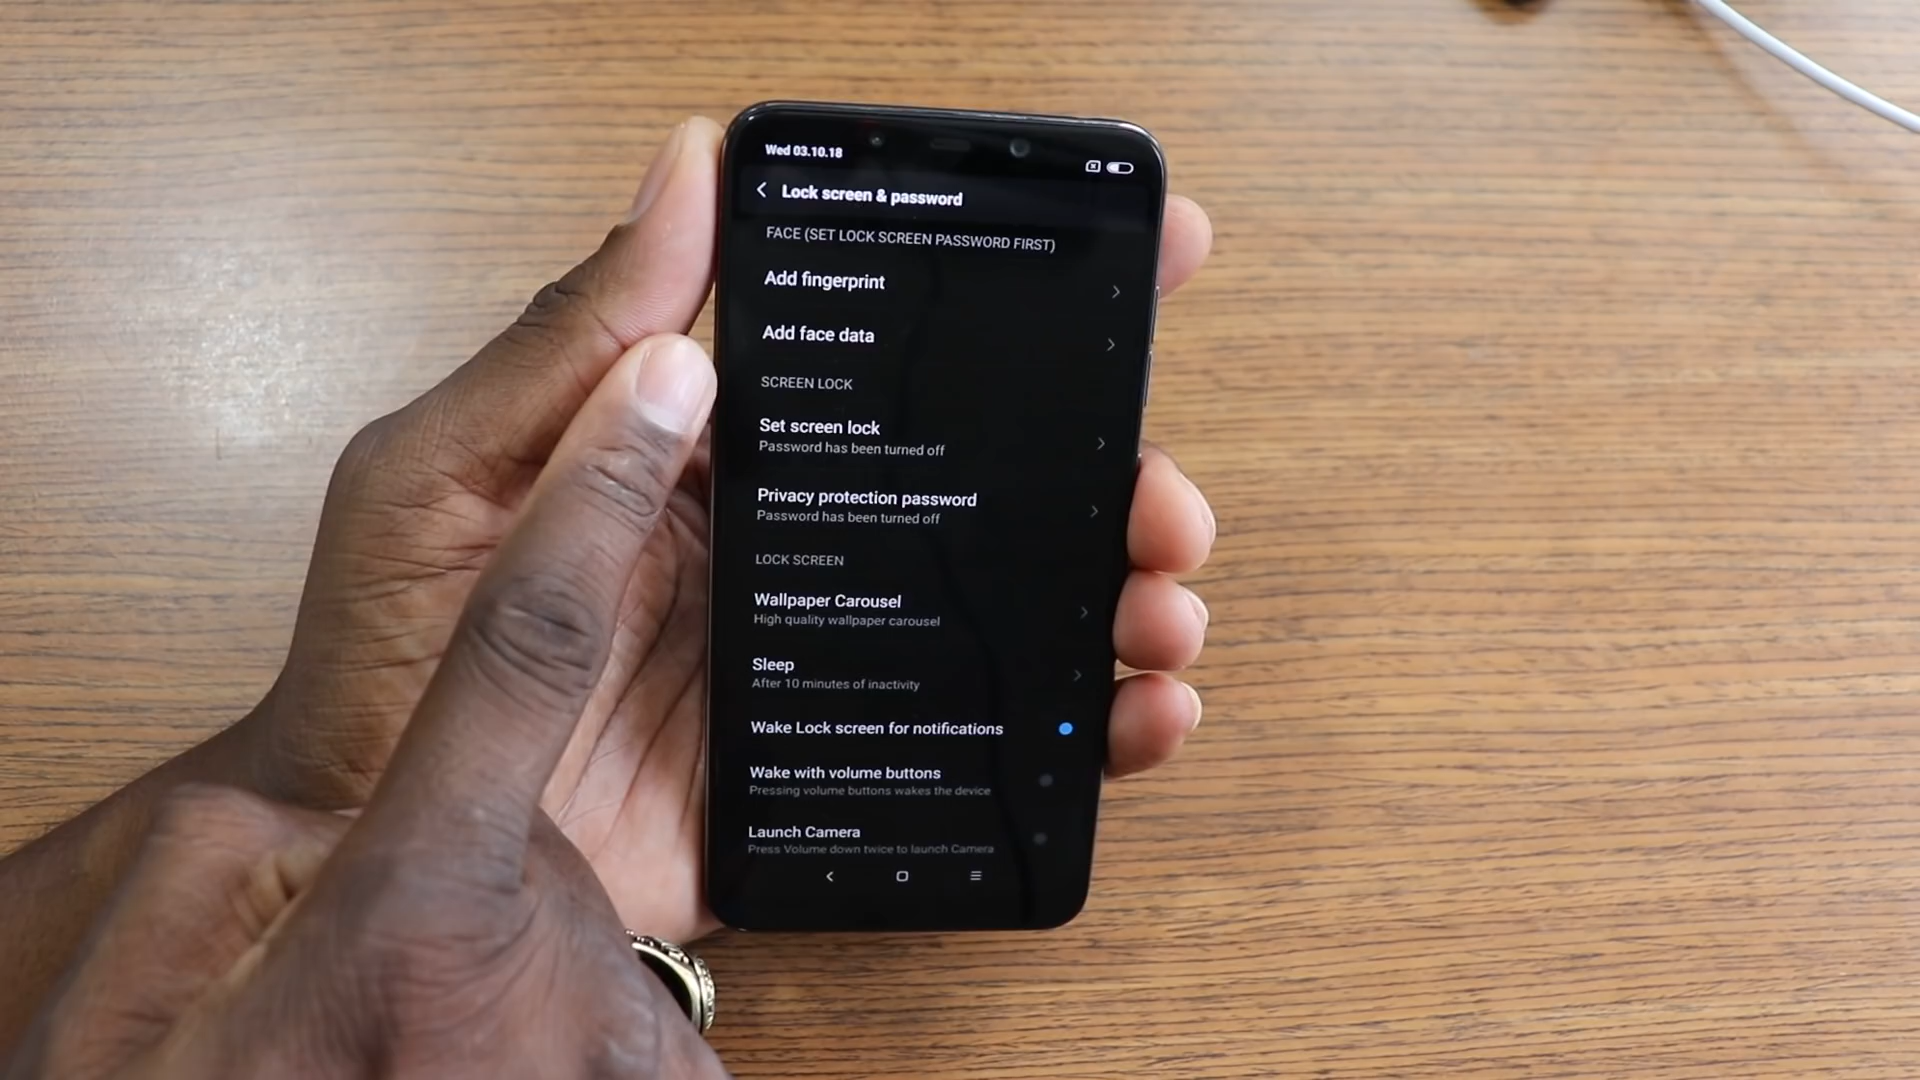 Wed 03.10.18
Lock screen & password
FACE (SET LOCK SCREEN PASSWORD FIRST)
Add fingerprint
Add face data
SCREEN LOCK
Set screen lock
Password has been turned off
Privacy protection password
Password has been turned off
LOCK SCREEN
Wallpaper Carousel
High quality wallpaper carousel
Sleep
After 10 minutes of inactivity
Wake Lock screen for notifications
Wake with volume buttons
Pressing volume buttons wakes the device
Launch Camera
Press Volume down twice to launch Camera